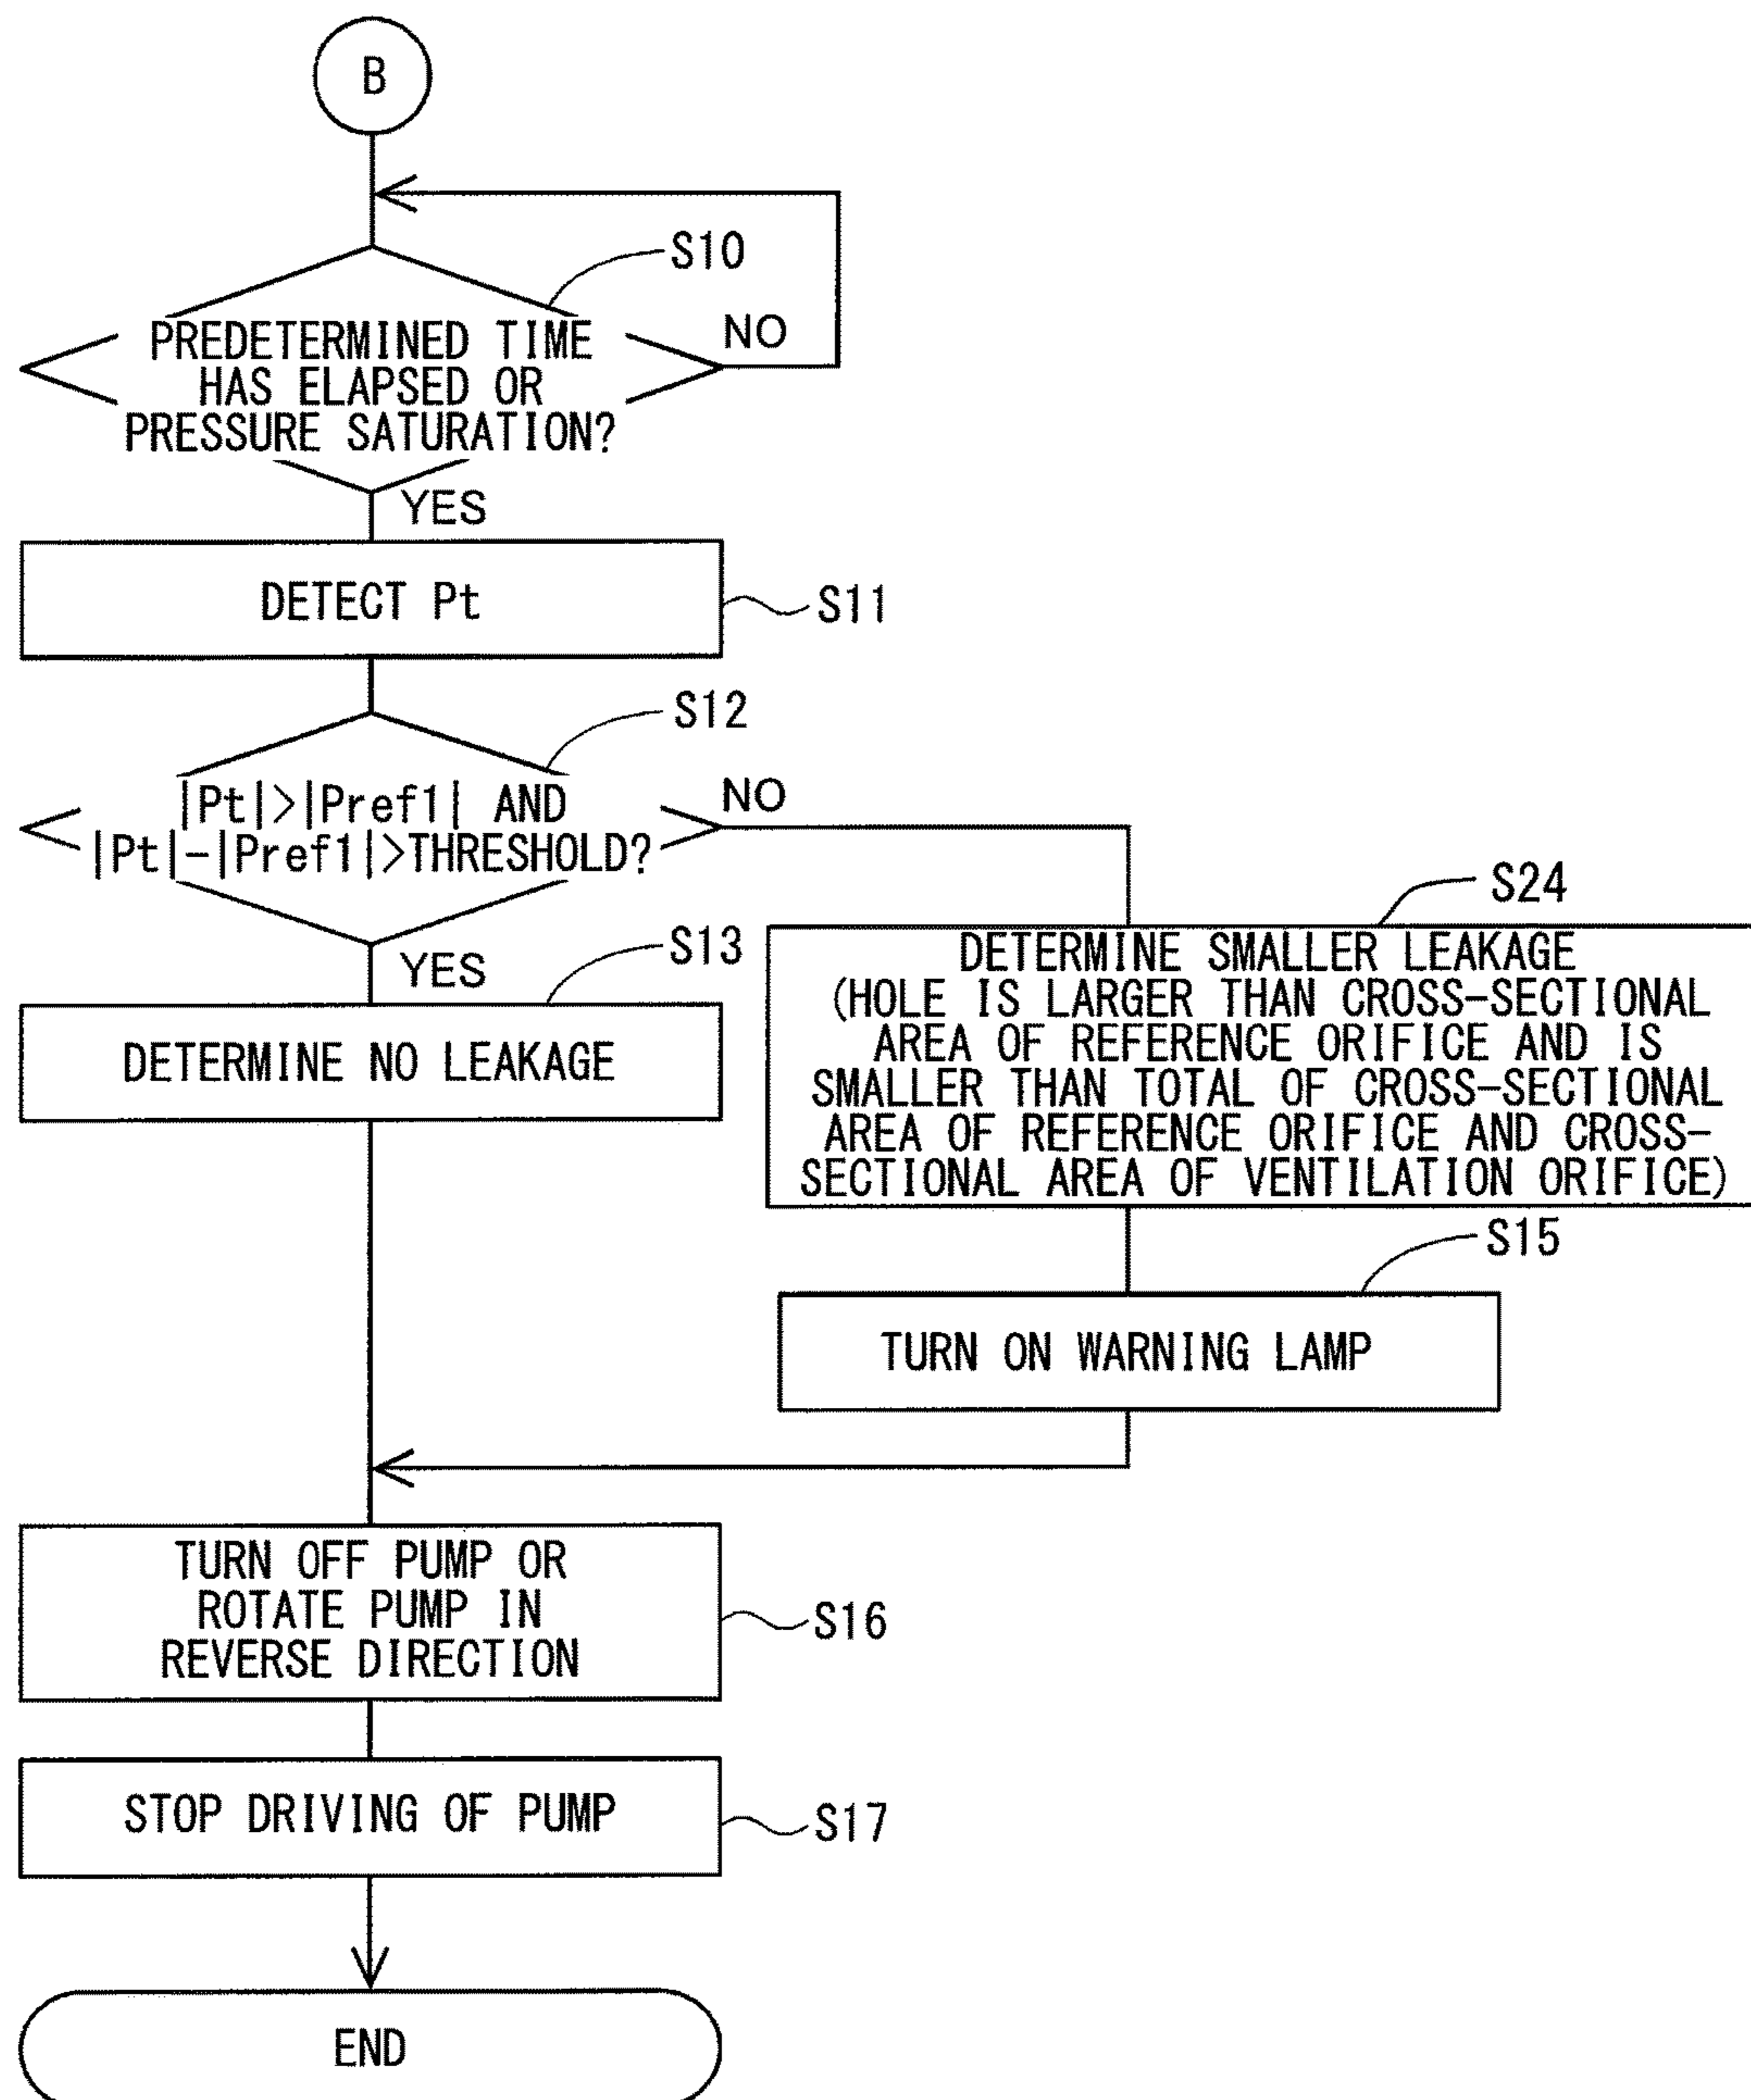 B
S10
PREDETERMINED TIME
HAS ELAPSED OR
PRESSURE SATURATION?
NO
YES
DETECT Pt
S11
S12
|Pt|>|Pref1| AND
|Pt|-|Pref1|>THRESHOLD?
NO
YES
S24
DETERMINE SMALLER LEAKAGE
(HOLE IS LARGER THAN CROSS-SECTIONAL
AREA OF REFERENCE ORIFICE AND IS
SMALLER THAN TOTAL OF CROSS-SECTIONAL
AREA OF REFERENCE ORIFICE AND CROSS-
SECTIONAL AREA OF VENTILATION ORIFICE)
S13
DETERMINE NO LEAKAGE
S15
TURN ON WARNING LAMP
TURN OFF PUMP OR
ROTATE PUMP IN
REVERSE DIRECTION
S16
STOP DRIVING OF PUMP
S17
END